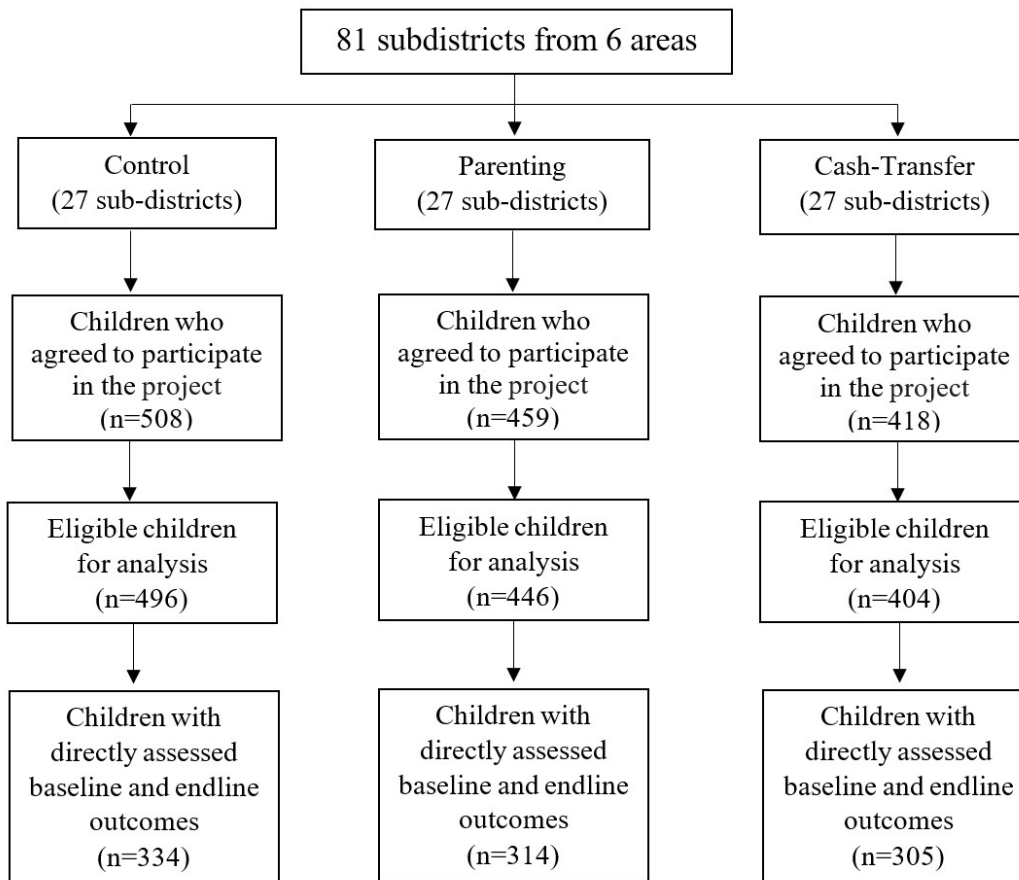 81 subdistricts from 6 areas
Control
(27 sub-districts)
Parenting
(27 sub-districts)
Cash-Transfer
(27 sub-districts)
Children who
agreed to participate
in the project
(n=508)
Children who
agreed to participate
in the project
(n=459)
Children who
agreed to participate
in the project
(n=418)
Eligible children
for analysis
(n=496)
Eligible children
for analysis
(n=446)
Eligible children
for analysis
(n=404)
Children with
directly assessed
baseline and endline
outcomes
(n=334)
Children with
directly assessed
baseline and endline
outcomes
(n=314)
Children with
directly assessed
baseline and endline
outcomes
(n=305)